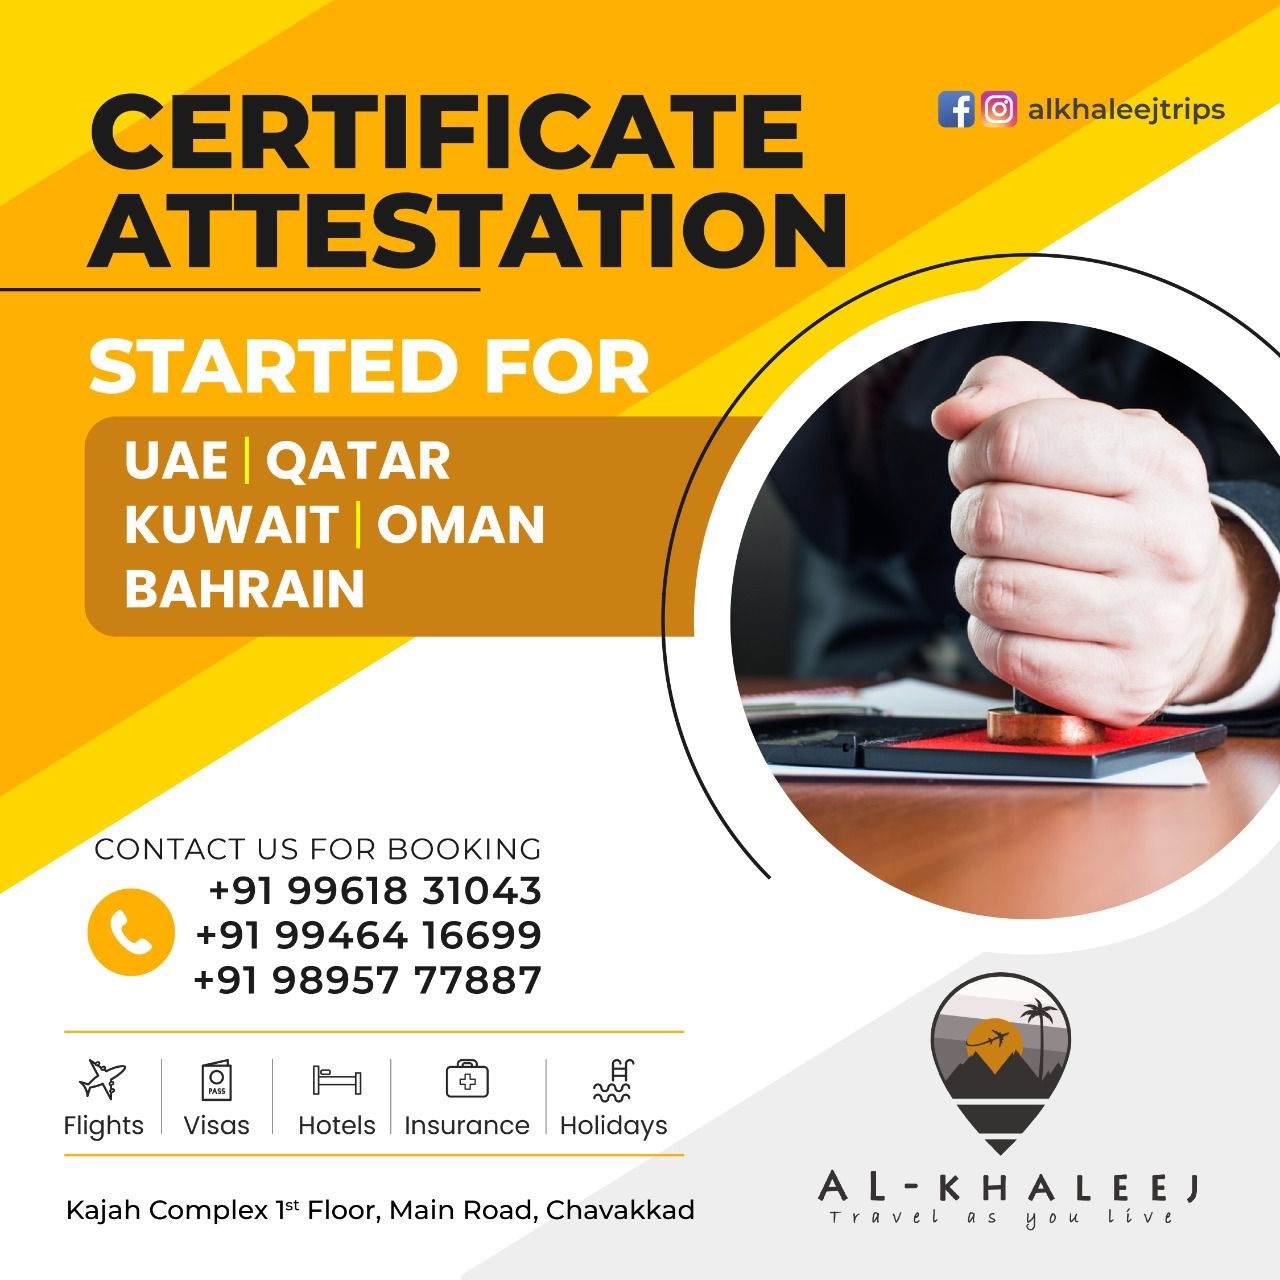 CERTIFICATE
ATTESTATION
alkhaleejtrips
STARTED FOR
UAE | QATAR
KUWAIT | OMAN
BAHRAIN
CONTACT US FOR BOOKING
+91 99618 31043
+91 99464 16699
+91 98957 77887
PASS
Flights | Visas | Hotels | Insurance | Holidays
Kajah Complex 1st Floor, Main Road, Chavakkad
AL-KHALEEJ
Travel as you live